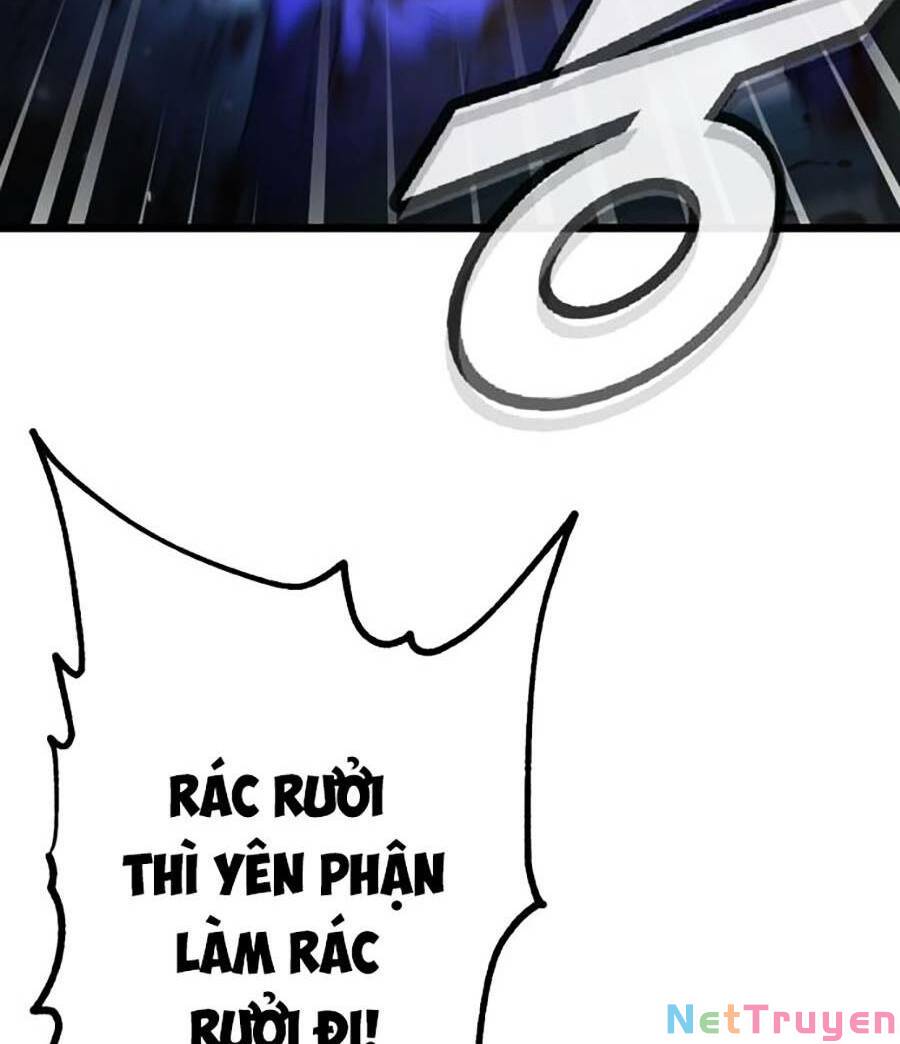 RÁC RƯỞI
THÌ YÊN PHẬN
LÀM RÁC
RƯỞI ĐI!
NetTruyen